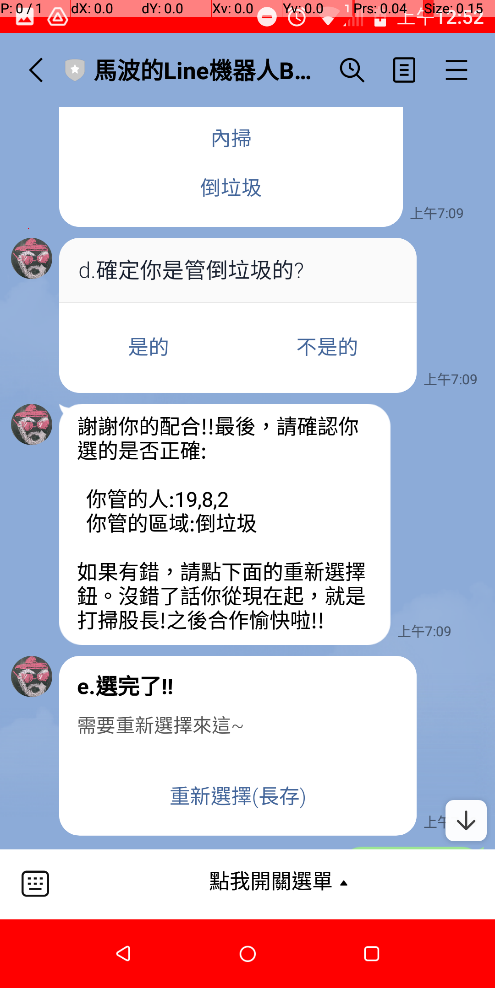 P: 0 / 1 dX: 0.0 dY: 0.0 Xv: 0.0 Yv: 0.0 Prs: 0.04 Size: 0.15
上午12:52
馬波的Line機器人B...
內掃
倒垃圾
上午7:09
d.確定你是管倒垃圾的?
是的 不是的
上午7:09
謝謝你的配合!!最後，請確認你
選的是否正確:
你管的人:19,8,2
你管的區域:倒垃圾
如果有錯，請點下面的重新選擇
鈕。沒錯了話你從現在起，就是
打掃股長!之後合作愉快啦!!
上午7:09
e.選完了!!
需要重新選擇來這~
重新選擇(長存)
上午
點我開關選單